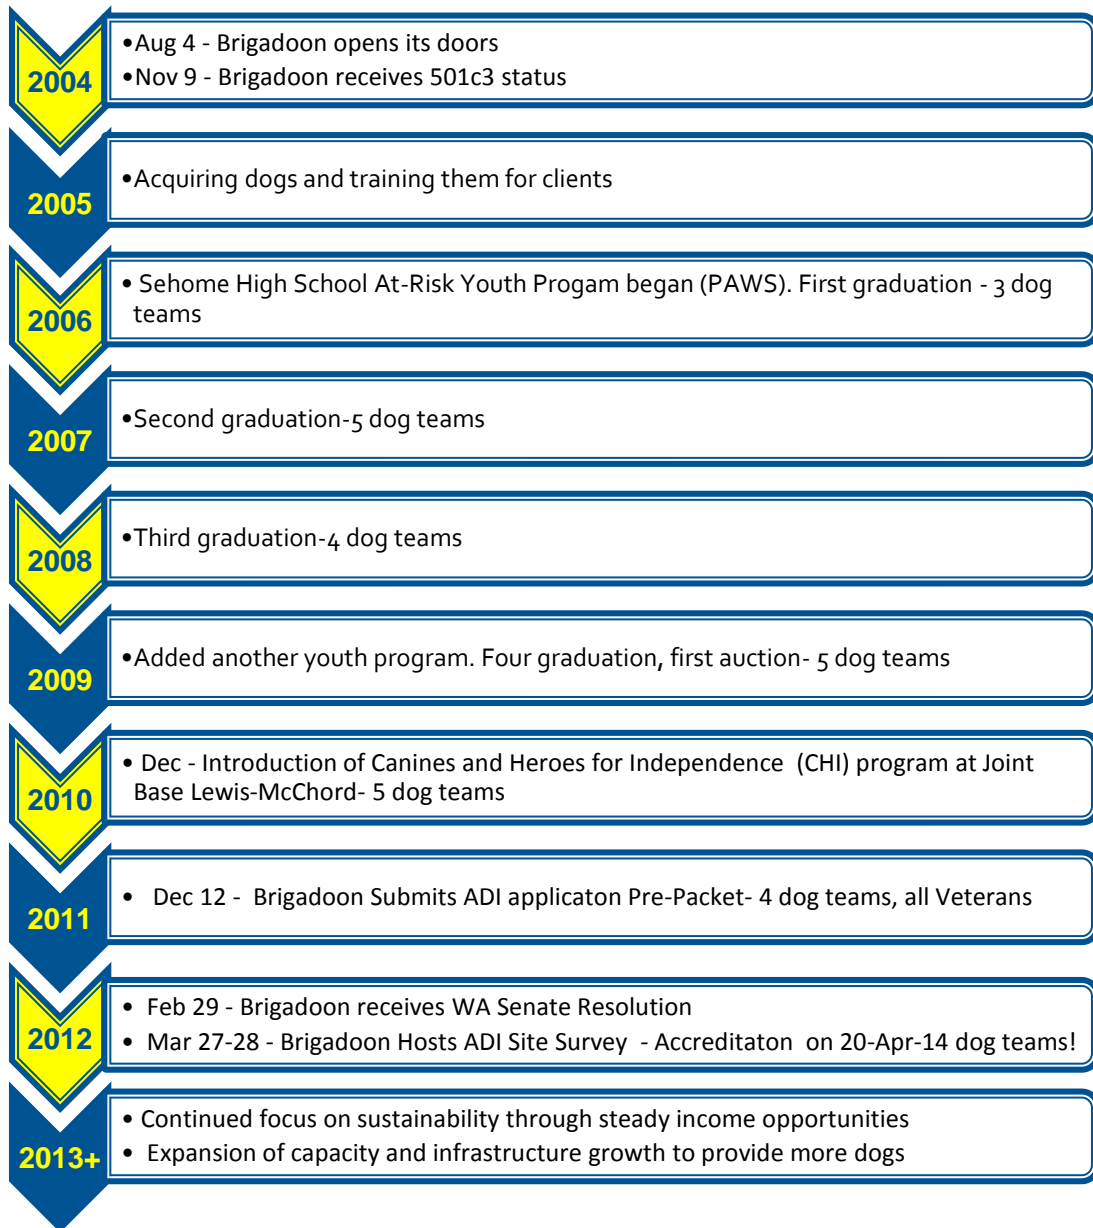 2004
•Aug 4 - Brigadoon opens its doors
•Nov 9 - Brigadoon receives 501c3 status
2005
•Acquiring dogs and training them for clients
2006
• Sehome High School At-Risk Youth Progam began (PAWS). First graduation - 3 dog
teams
2007
•Second graduation-5 dog teams
2008
•Third graduation-4 dog teams
2009
•Added another youth program. Four graduation, first auction- 5 dog teams
2010
• Dec - Introduction of Canines and Heroes for Independence (CHI) program at Joint
Base Lewis-McChord- 5 dog teams
2011
• Dec 12 - Brigadoon Submits ADI applicaton Pre-Packet- 4 dog teams, all Veterans
2012
• Feb 29 - Brigadoon receives WA Senate Resolution
• Mar 27-28 - Brigadoon Hosts ADI Site Survey - Accreditaton on 20-Apr-14 dog teams!
2013+
• Continued focus on sustainability through steady income opportunities
• Expansion of capacity and infrastructure growth to provide more dogs